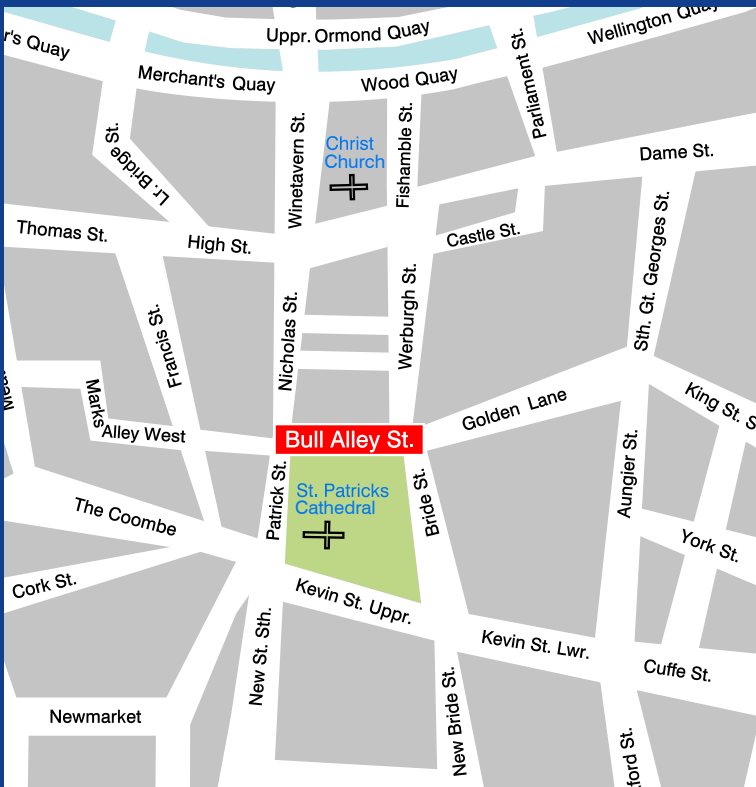 Uppr. Ormond Quay
Wellington Quay
r's Quay
Merchant's Quay
Wood Quay
Parliament St.
Lr. Bridge St.
Winetavern St.
Christ
Church
Fishamble St.
Dame St.
Thomas St.
High St.
Castle St.
Sth. Gt. Georges St.
Francis St.
Nicholas St.
Werburgh St.
Marks
Alley West
Golden Lane
King St. S
Bull Alley St.
Patrick St.
St. Patricks
Cathedral
Bride St.
Aungier St.
The Coombe
York St.
Cork St.
Kevin St. Uppr.
Kevin St. Lwr.
Cuffe St.
New St. Sth.
New Bride St.
Newmarket
ford St.